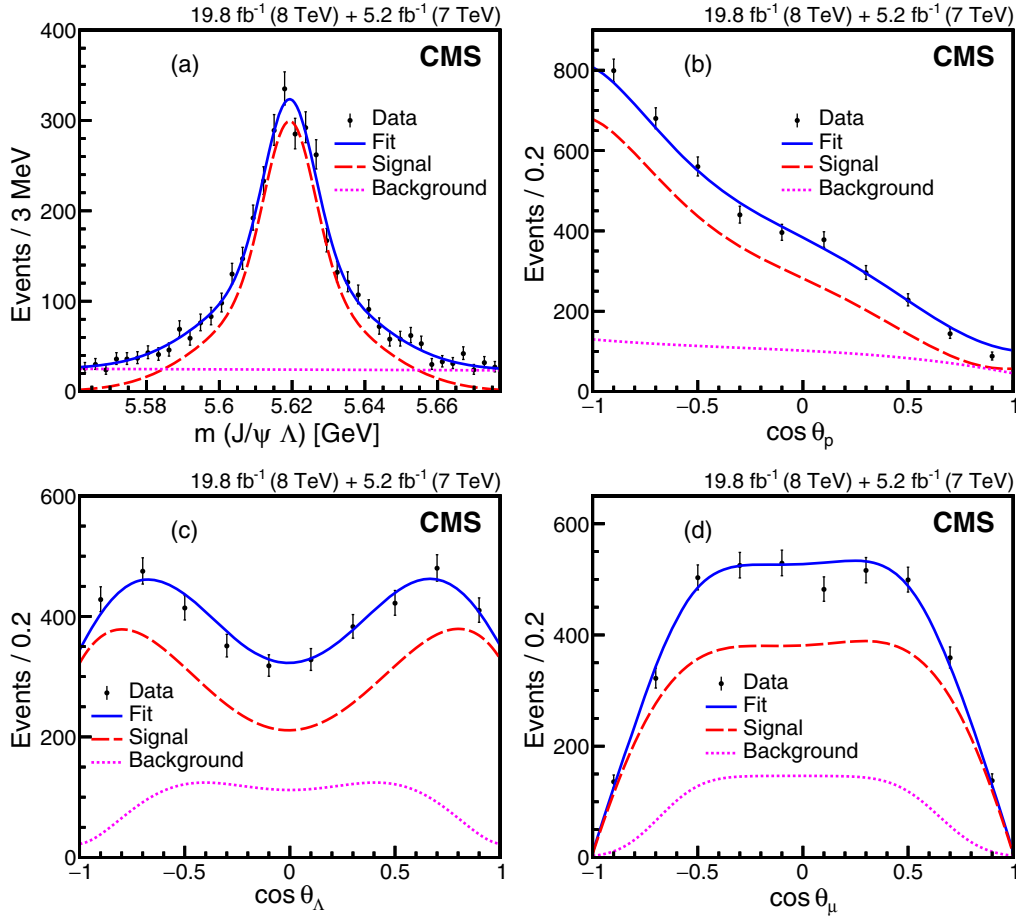 19.8 fb⁻¹ (8 TeV) + 5.2 fb⁻¹ (7 TeV)
(a)
CMS
Data
Fit
Signal
Background
Events / 3 MeV
400
300
200
100
0
5.58 5.6 5.62 5.64 5.66
m (J/ψ Λ) [GeV]
19.8 fb⁻¹ (8 TeV) + 5.2 fb⁻¹ (7 TeV)
(b)
CMS
Data
Fit
Signal
Background
Events / 0.2
800
600
400
200
0
−1 −0.5 0 0.5 1
cos θp
19.8 fb⁻¹ (8 TeV) + 5.2 fb⁻¹ (7 TeV)
(c)
CMS
Data
Fit
Signal
Background
Events / 0.2
600
400
200
0
−1 −0.5 0 0.5 1
cos θΛ
19.8 fb⁻¹ (8 TeV) + 5.2 fb⁻¹ (7 TeV)
(d)
CMS
Data
Fit
Signal
Background
Events / 0.2
600
400
200
0
−1 −0.5 0 0.5 1
cos θμ